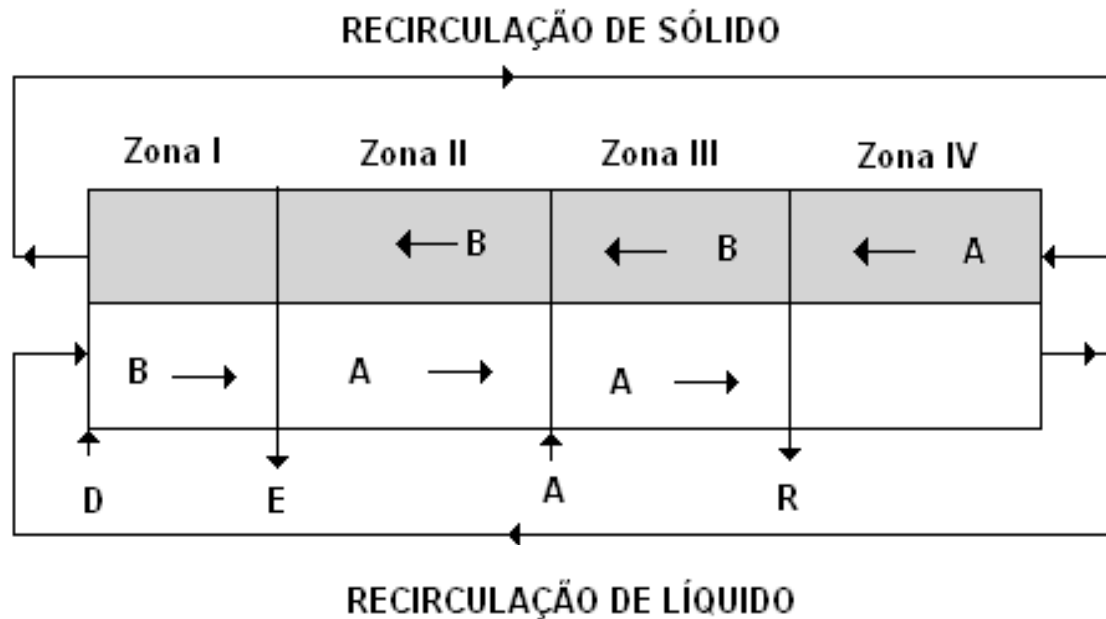 RECIRCULAÇÃO DE SÓLIDO
Zona I Zona II Zona III Zona IV
B B A
B A A
D E A R
RECIRCULAÇÃO DE LÍQUIDO